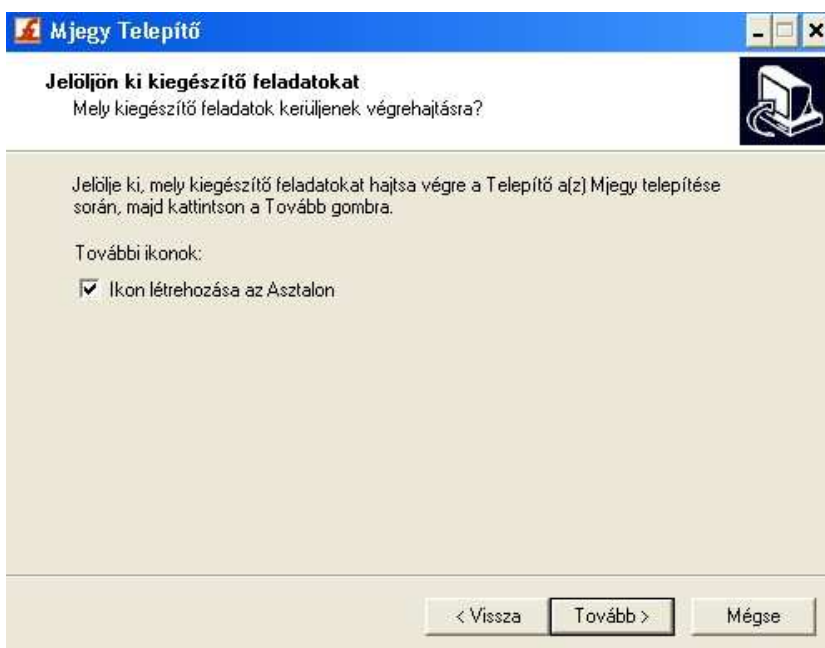 Mjegy Telepítő
Jelöljön ki kiegészítő feladatokat
Mely kiegészítő feladatok kerüljenek végrehajtásra?
Jelölje ki, mely kiegészítő feladatokat hajtsa végre a Telepítő a(z) Mjegy telepítése
során, majd kattintson a Tovább gombra.
További ikonok:
Ikon létrehozása az Asztalon
< Vissza
Tovább >
Mégse